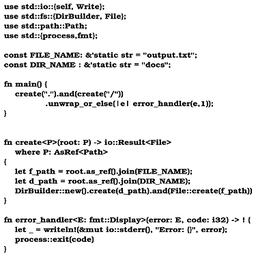 use std::io::{self, Write};
use std::fs::{DirBuilder, File};
use std::path::Path;
use std::{process,fmt};

const FILE_NAME: &'static str = "output.txt";
const DIR_NAME : &'static str = "docs";

fn main() {
    create(".").and(create("/"))
            .unwrap_or_else(|e| error_handler(e,1));
}

fn create<P>(root: P) -> io::Result<File>
    where P: AsRef<Path>
{
    let f_path = root.as_ref().join(FILE_NAME);
    let d_path = root.as_ref().join(DIR_NAME);
    DirBuilder::new().create(d_path).and(File::create(f_path))
}

fn error_handler<E: fmt::Display>(error: E, code: i32) -> ! {
    let _ = writeln!(&mut io::stderr(), "Error: {}", error);
    process::exit(code)
}